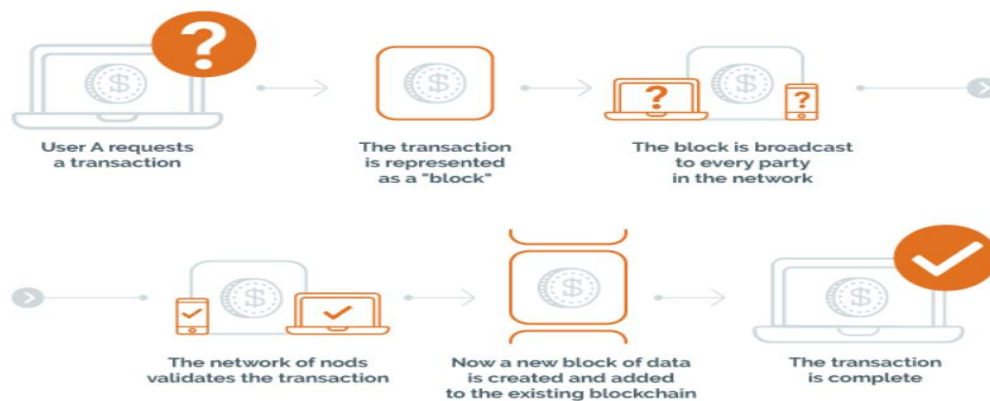 User A requests
a transaction
The transaction
is represented
as a "block"
The block is broadcast
to every party
in the network
The network of nods
validates the transaction
Now a new block of data
is created and added
to the existing blockchain
The transaction
is complete